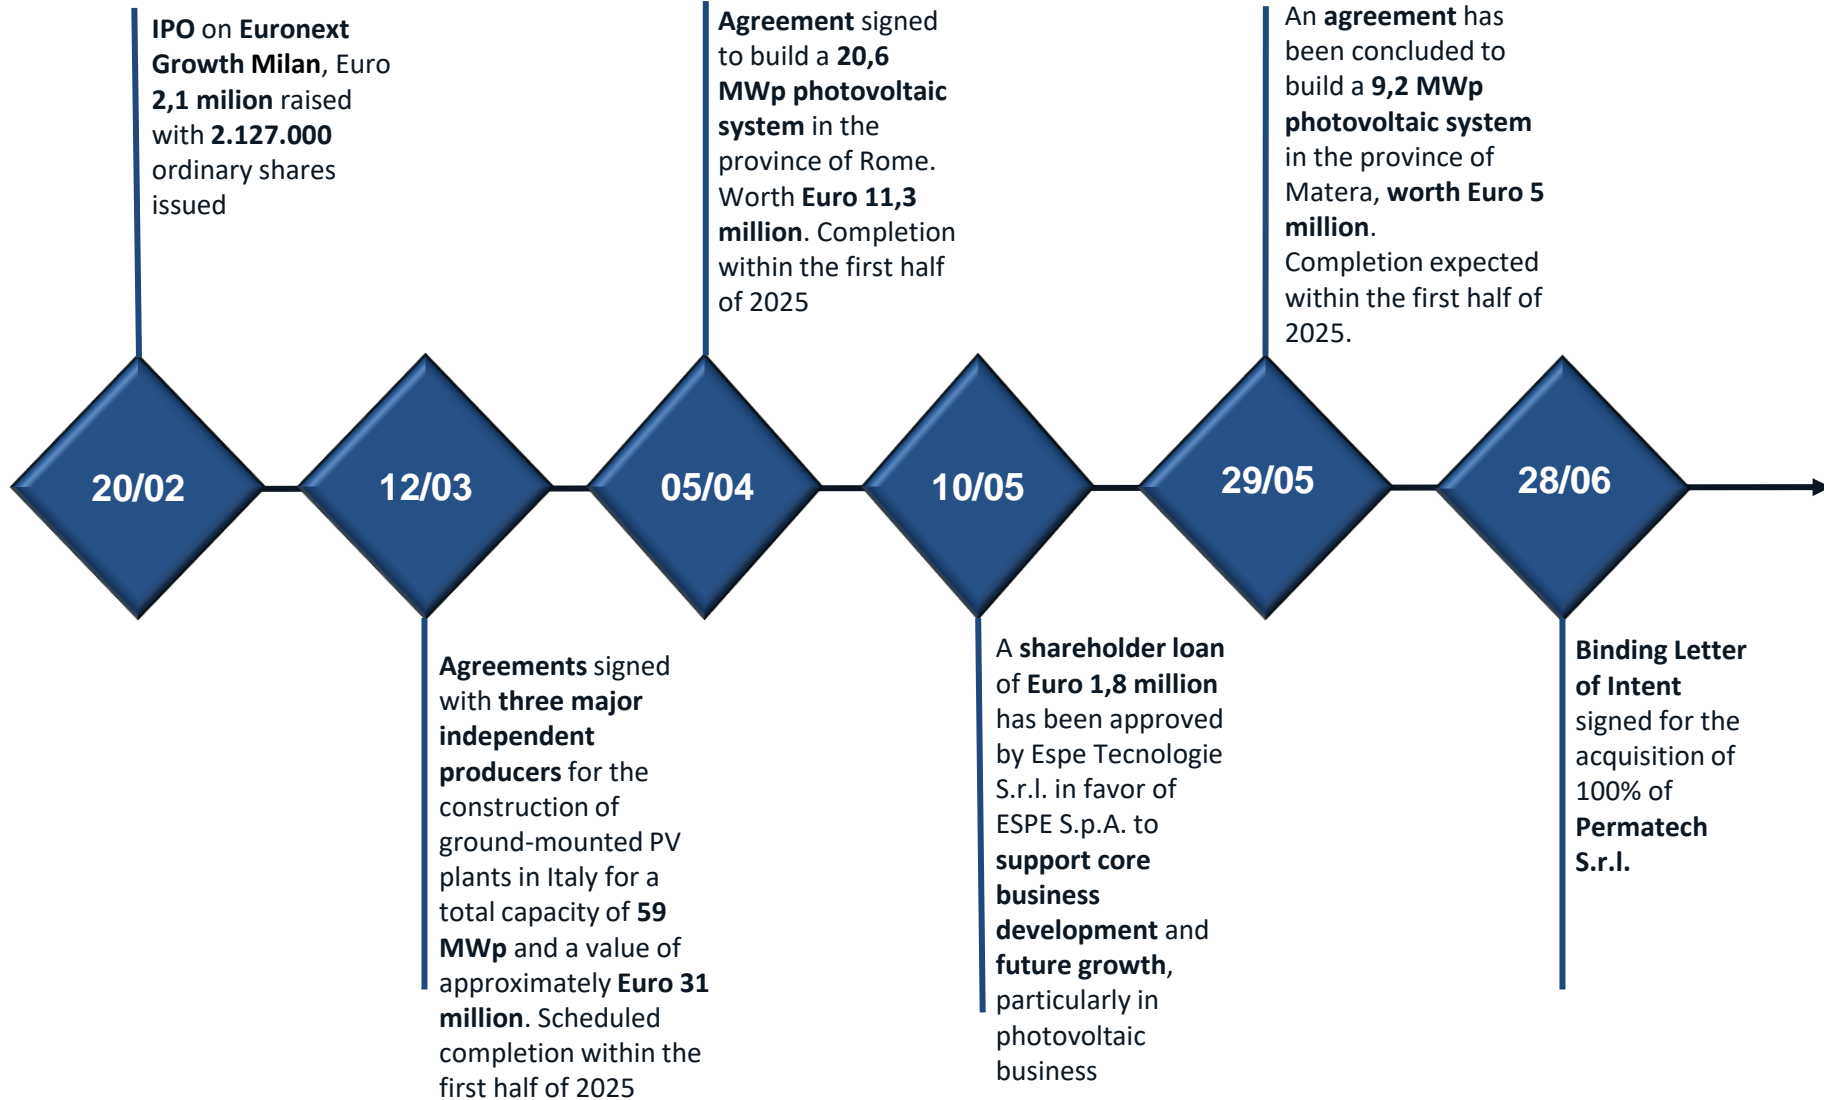 IPO on Euronext
Growth Milan, Euro
2,1 milion raised
with 2.127.000
ordinary shares
issued
Agreement signed
to build a 20,6
MWp photovoltaic
system in the
province of Rome.
Worth Euro 11,3
million. Completion
within the first half
of 2025
An agreement has
been concluded to
build a 9,2 MWp
photovoltaic system
in the province of
Matera, worth Euro 5
million.
Completion expected
within the first half of
2025.
20/02
12/03
05/04
10/05
29/05
28/06
Agreements signed
with three major
independent
producers for the
construction of
ground-mounted PV
plants in Italy for a
total capacity of 59
MWp and a value of
approximately Euro 31
million. Scheduled
completion within the
first half of 2025
A shareholder loan
of Euro 1,8 million
has been approved
by Espe Tecnologie
S.r.l. in favor of
ESPE S.p.A. to
support core
business
development and
future growth,
particularly in
photovoltaic
business
Binding Letter
of Intent
signed for the
acquisition of
100% of
Permatech
S.r.l.